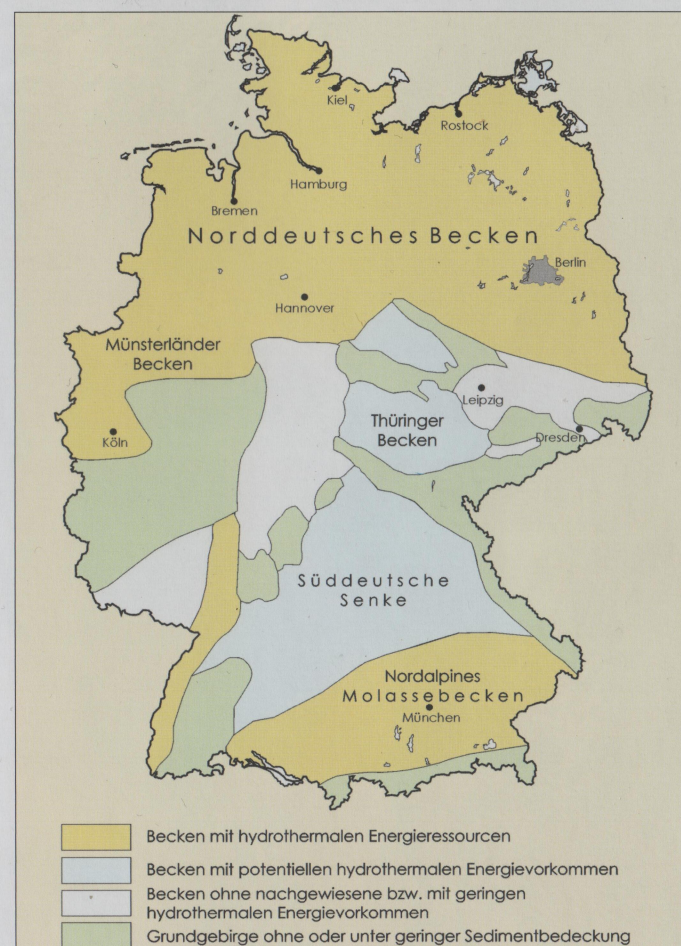 Kiel
Rostock
Hamburg
Bremen
Norddeutsches Becken
Berlin
Hannover
Münsterländer
Becken
Leipzig
Thüringer
Becken
Köln
Dresden
Süddeutsche
Senke
Nordalpines
Molassebecken
München
Becken mit hydrothermalen Energieressourcen
Becken mit potentiellen hydrothermalen Energievorkommen
Becken ohne nachgewiesene bzw. mit geringen
hydrothermalen Energievorkommen
Grundgebirge ohne oder unter geringer Sedimentbedeckung